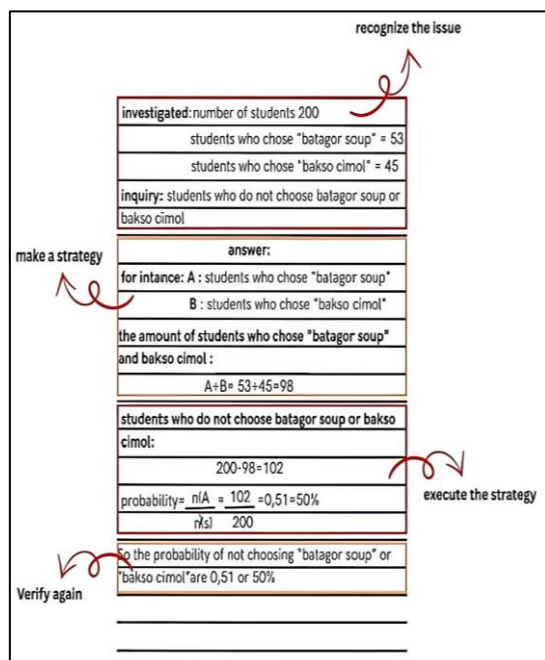 recognize the issue
investigated: number of students 200
students who chose "batagor soup" = 53
students who chose "bakso cimol" = 45
inquiry: students who do not choose batagor soup or
bakso cimol
make a strategy
answer:
for intance: A : students who chose "batagor soup"
B : students who chose "bakso cimol"
the amount of students who chose "batagor soup"
and bakso cimol :
A+B= 53+45=98
students who do not choose batagor soup or bakso
cimol:
200-98=102
probability= n(A = 102 =0,51=50%
n(s) 200
execute the strategy
So the probability of not choosing "batagor soup" or
"bakso cimol"are 0,51 or 50%
Verify again